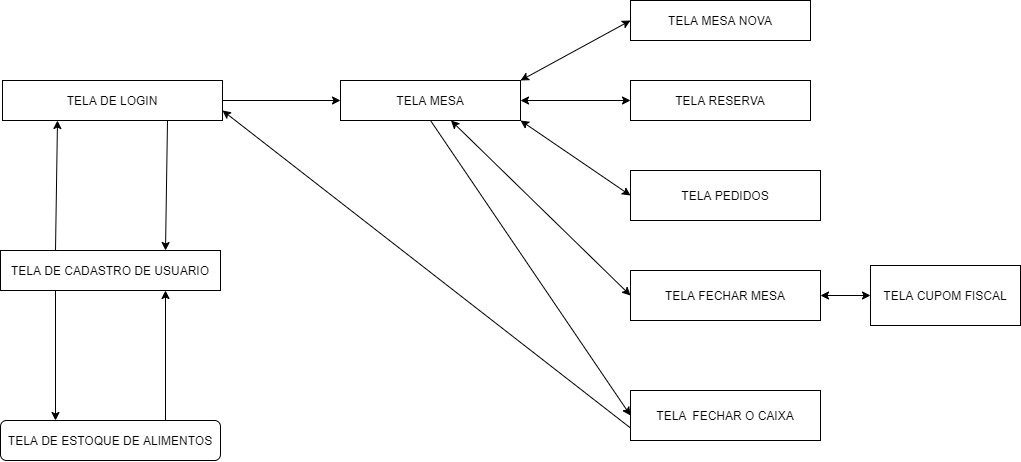 TELA MESA NOVA
TELA DE LOGIN
TELA MESA
TELA RESERVA
TELA PEDIDOS
TELA DE CADASTRO DE USUARIO
TELA FECHAR MESA
TELA CUPOM FISCAL
TELA FECHAR O CAIXA
TELA DE ESTOQUE DE ALIMENTOS